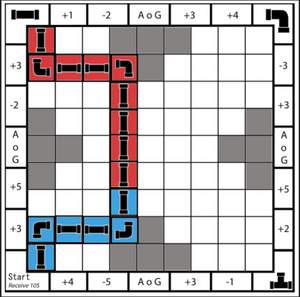 +1 -2 A o G +3 +4
+3
-2
A
o
G
+5
+3
+3
-2
A
o
G
+5
+2
Start
Receive 10$
+4 -5 A o G +3 -1